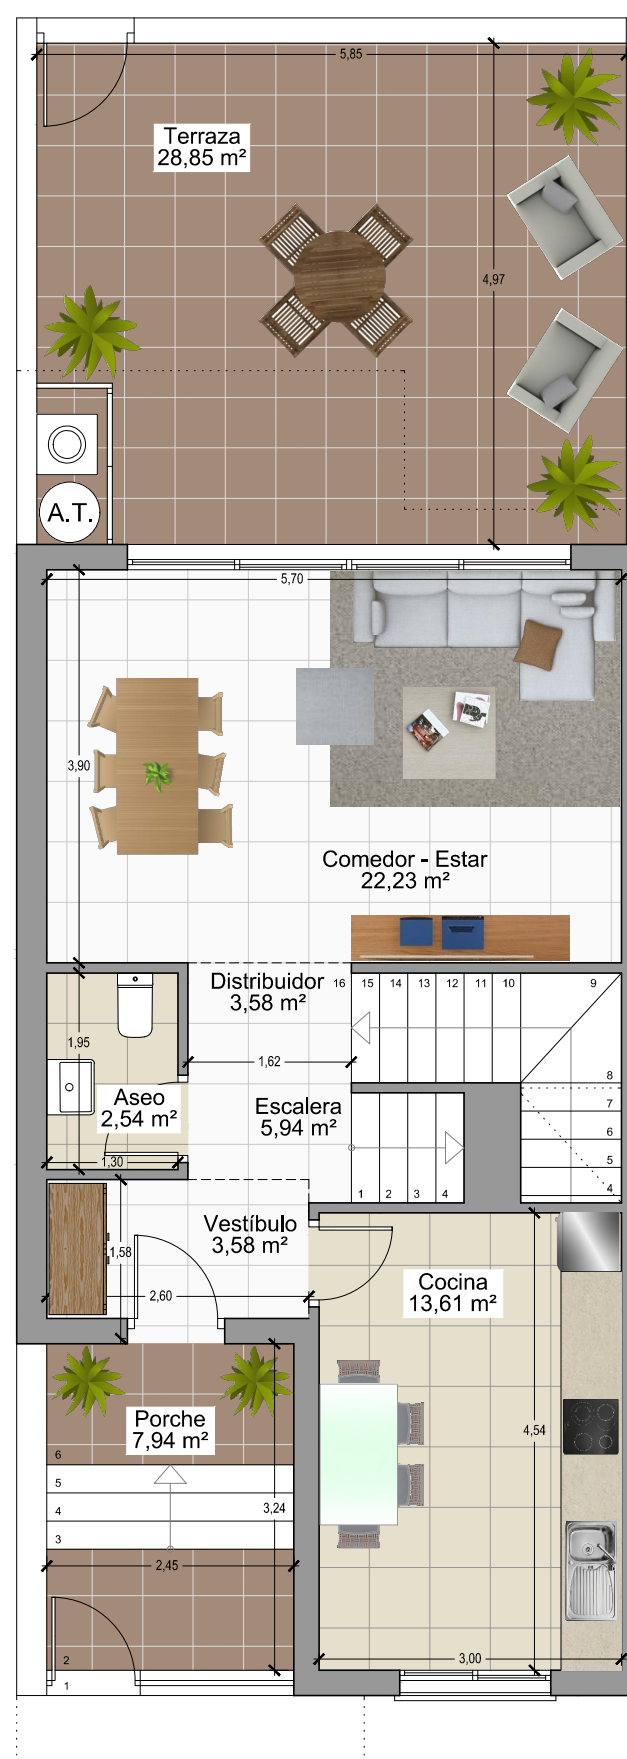 5,85
Terraza
28,85 m²
4,97
A.T.
5,70
3,90
Comedor - Estar
22,23 m²
Distribuidor
3,58 m²
16 15 14 13 12 11 10 9
1,95
1,62
8
Aseo
2,54 m²
Escalera
5,94 m²
7
6
5
4
1,30
1 2 3 4
Vestíbulo
3,58 m²
1,58
2,60
Cocina
13,61 m²
Porche
7,94 m²
4,54
6
5
4
3
3,24
2,45
2
1
3,00